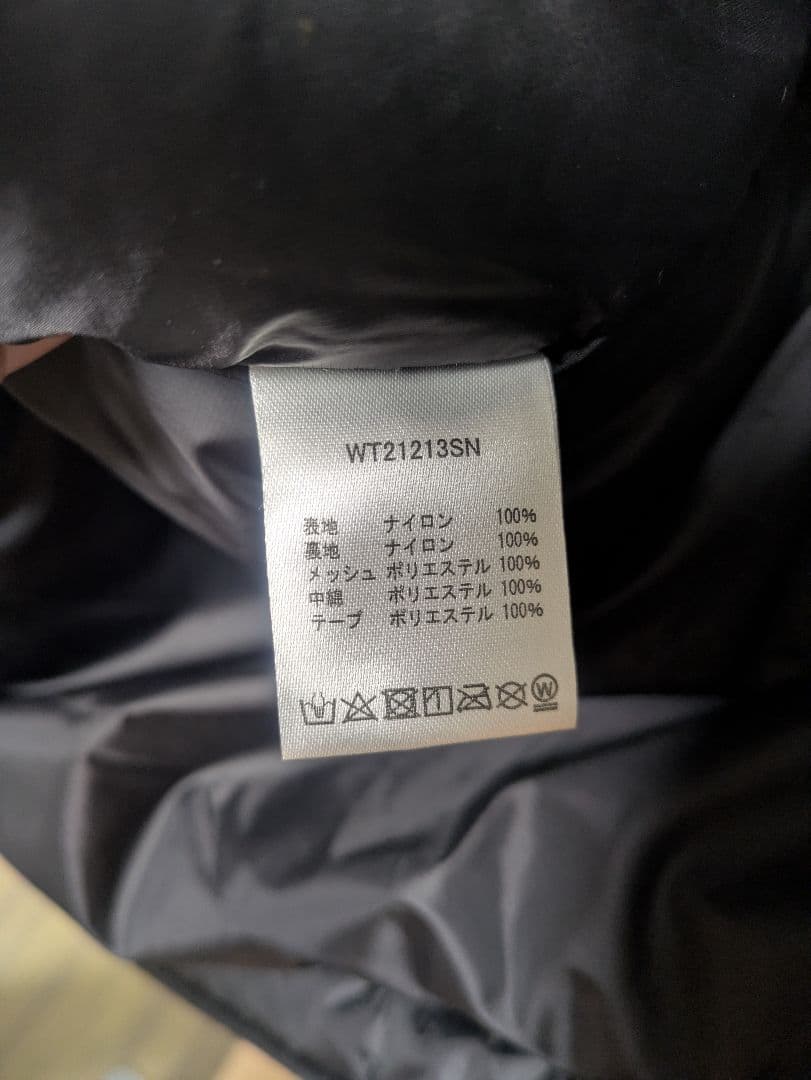 WT21213SN
表地 ナイロン 100%
裏地 ナイロン 100%
メッシュ ポリエステル 100%
中綿 ポリエステル 100%
テープ ポリエステル 100%
W